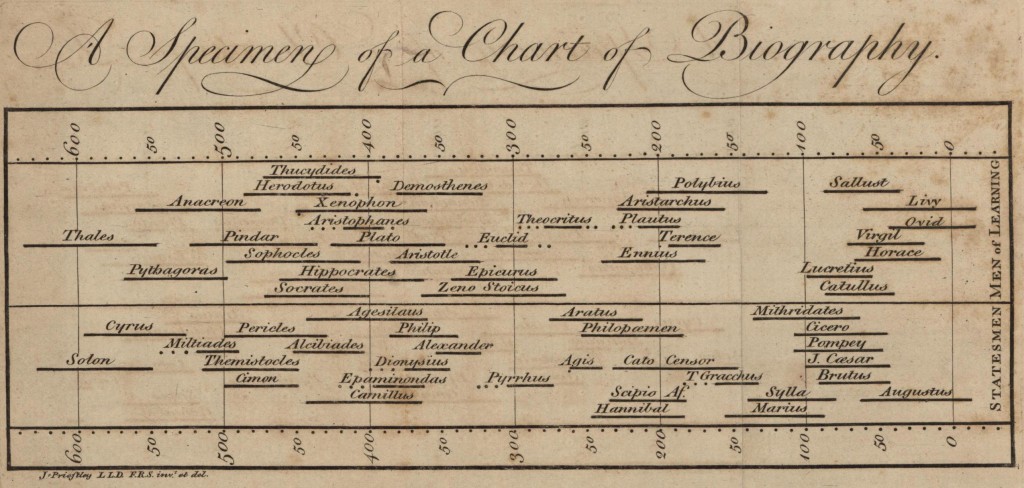 A Specimen of a Chart of Biography.
600 50 500 50 400 50 300 50 200 50 100 50 0
Thucydides
Herodotus Demosthenes Polybius Sallust
Anacreon Xenophon Aristarchus Livy
Aristophanes Theocritus Plautus Ovid
Thales Pindar Plato Euclid Terence Virgil
Sophocles Aristotle Ennius Horace
Pythagoras Hippocrates Epicurus Lucretius
Socrates Zeno Stoicus Catullus
MEN of LEARNING
Agesilaus Aratus Mithridates
Cyrus Pericles Philip Philopæmen Cicero
Miltiades Alcibiades Alexander Pompey
Solon Themistocles Dionysius Agis Cato Censor J. Cæsar
Cimon Epaminondas Pyrrhus T Gracchus Brutus
Camillus Scipio Af. Sylla Augustus
Hannibal Marius
STATESMEN
600 50 500 50 400 50 300 50 200 50 100 50 0
J. Priestley L.L.D. F.R.S. inv.t et del.